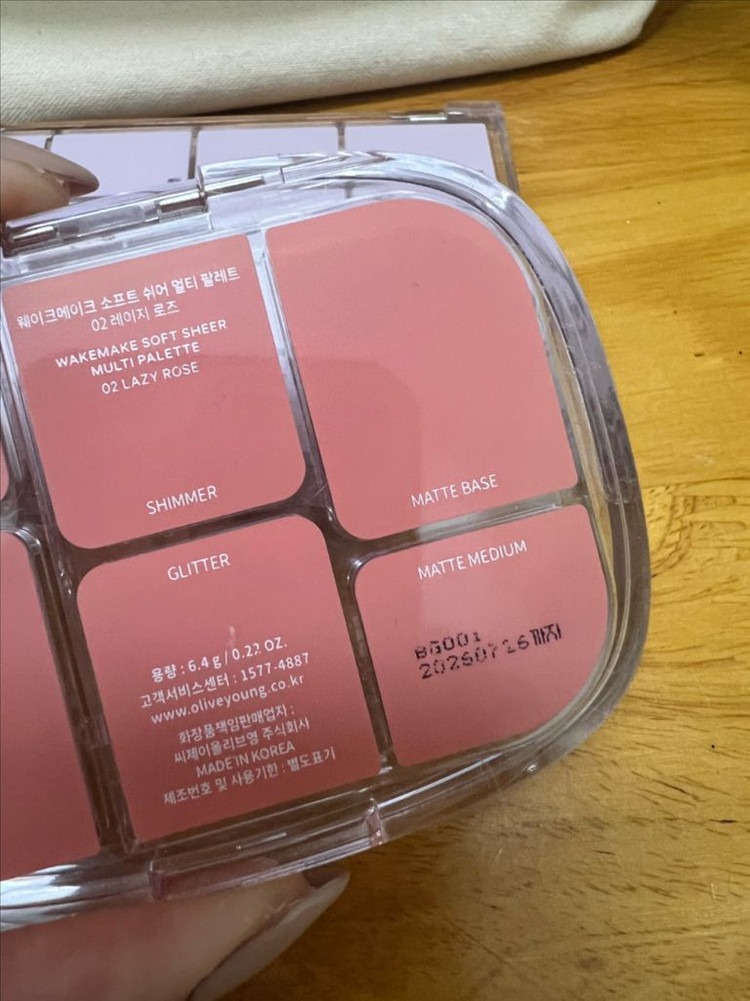 웨이크메이크 소프트 쉬어 멀티 팔레트
02 레이지 로즈
WAKEMAKE SOFT SHEER
MULTI PALETTE
02 LAZY ROSE
SHIMMER
MATTE BASE
GLITTER
MATTE MEDIUM
용량 : 6.4 g / 0.22 OZ.
고객서비스센터 : 1577-4887
www.oliveyoung.co.kr
화장품책임판매업자 :
씨제이올리브영 주식회사
MADE IN KOREA
제조번호 및 사용기한 : 별도표기
BG001
20260716까지